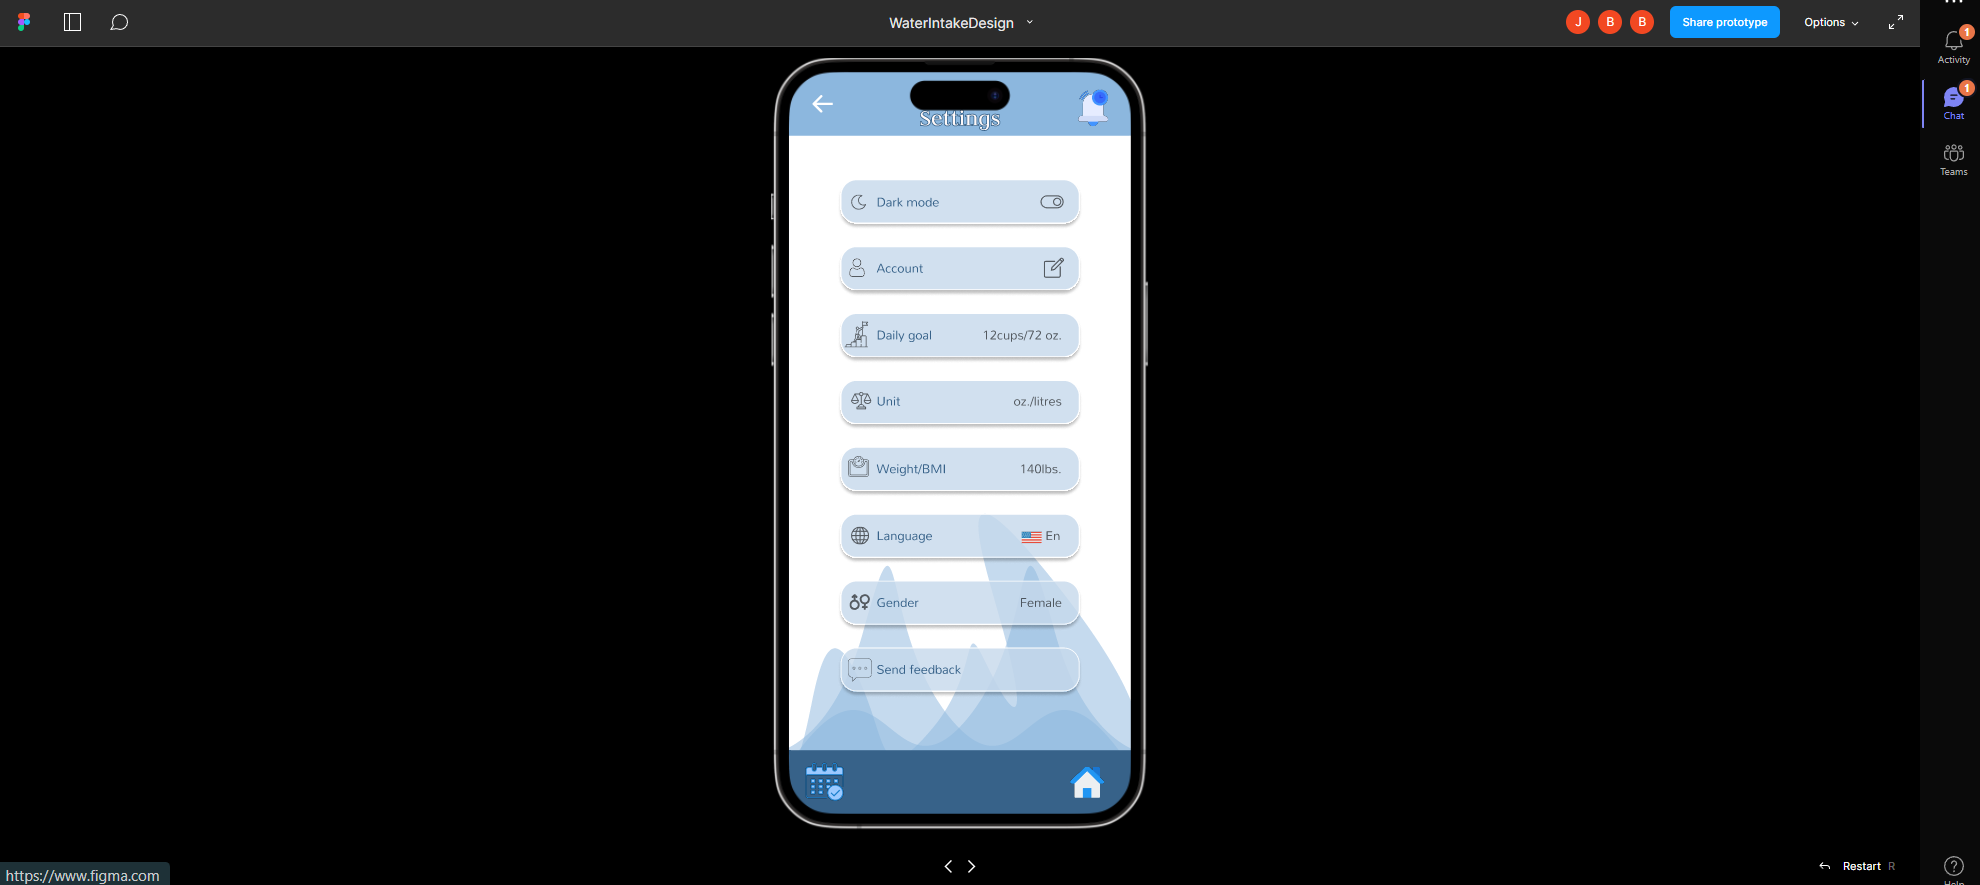 WaterIntakeDesign
J B B
Share prototype
Options
1
Activity
1
Chat
Teams
Settings
Dark mode
Account
Daily goal 12cups/72 oz.
Unit oz./litres
Weight/BMI 140lbs.
Language En
Gender Female
Send feedback
Restart R
https://www.figma.com
Help